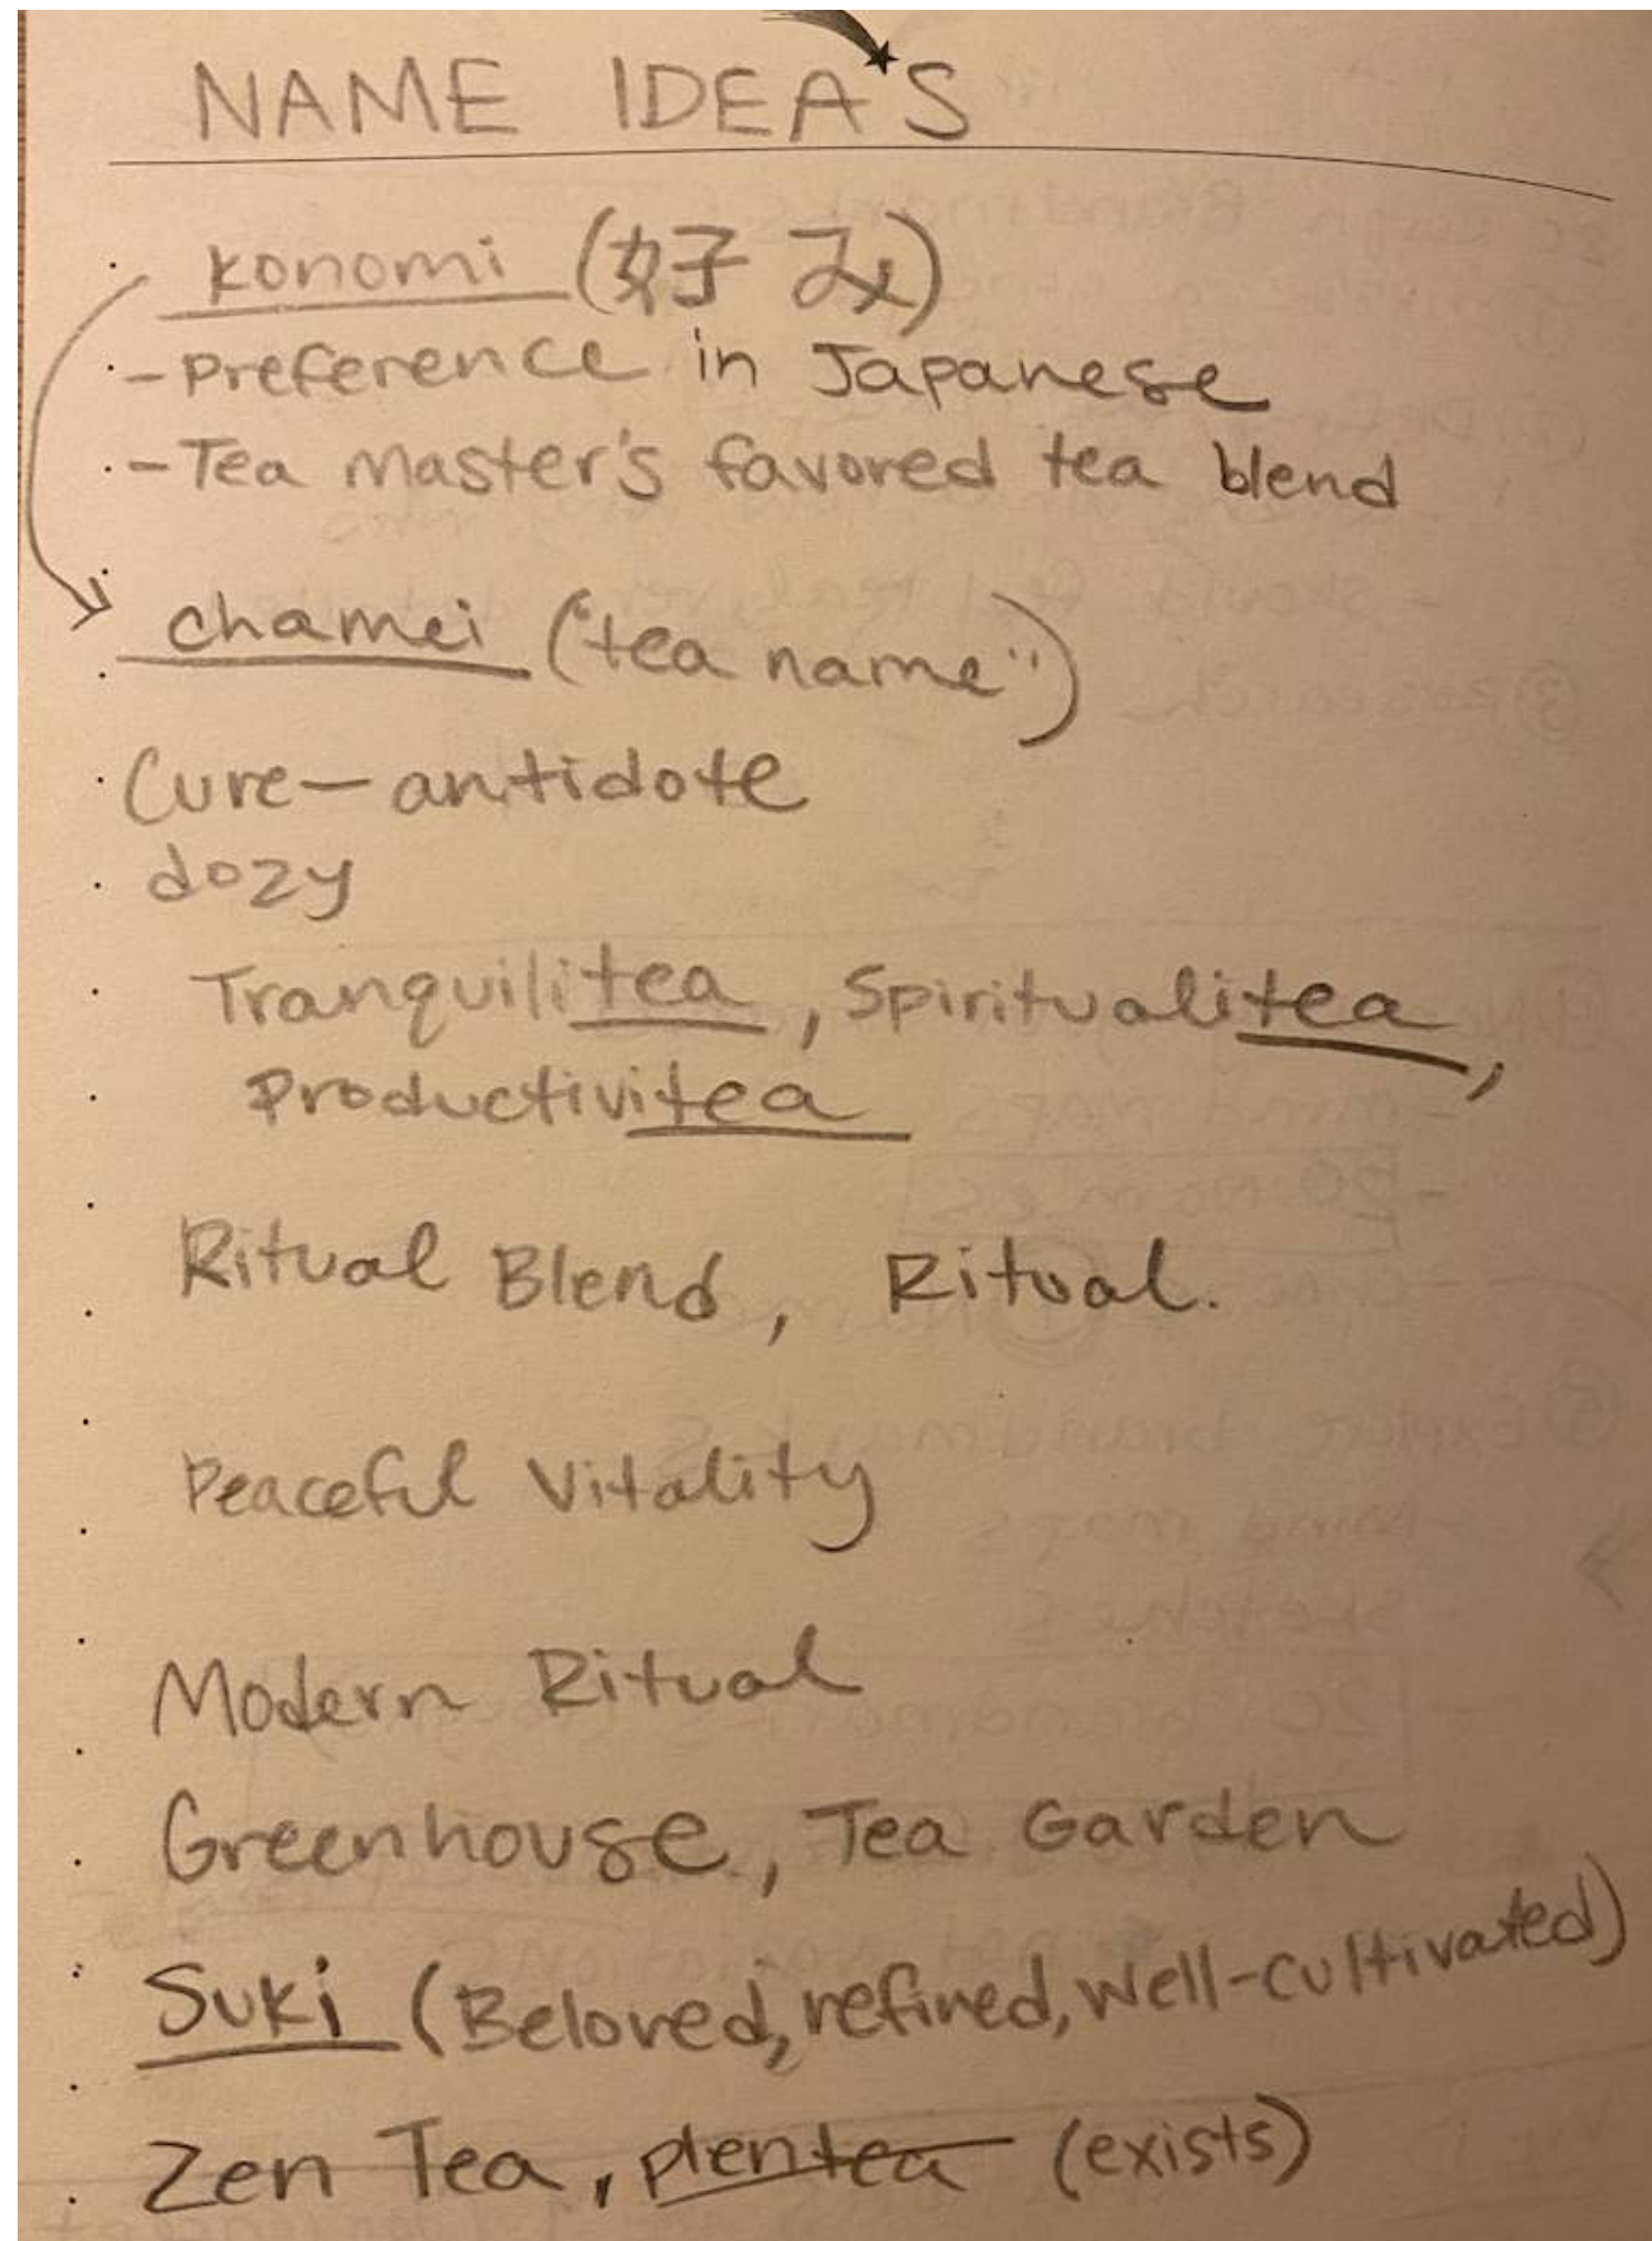 NAME IDEA'S
konomi (好み)
- Preference in Japanese
- Tea Master's favored tea blend
chamei ("tea name")
Cure - antidote
dozy
Tranquilitea, Spiritualitea,
Productivitea
Ritual Blend, Ritual.
Peaceful Vitality
Modern Ritual
Greenhouse, Tea Garden
Suki (Beloved, refined, well-cultivated)
Zen Tea, plentea (exists)